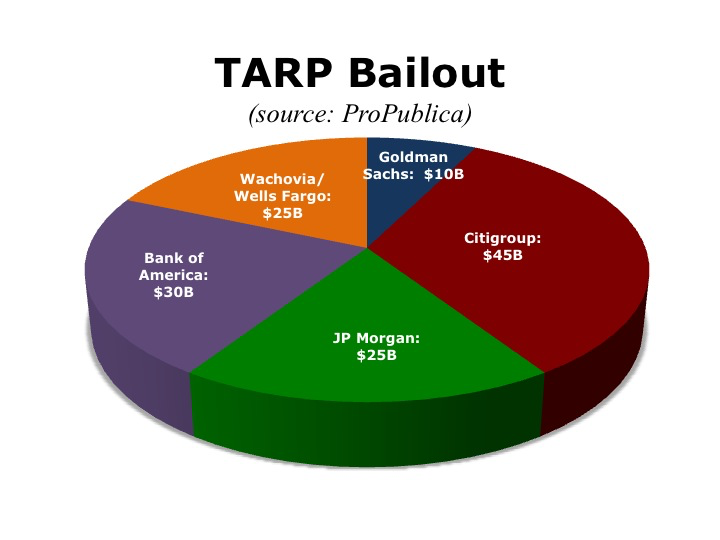 TARP Bailout
(source: ProPublica)
Goldman
Sachs:  $10B
Wachovia/
Wells Fargo:
$25B
Citigroup:
$45B
Bank of
America:
$30B
JP Morgan:
$25B